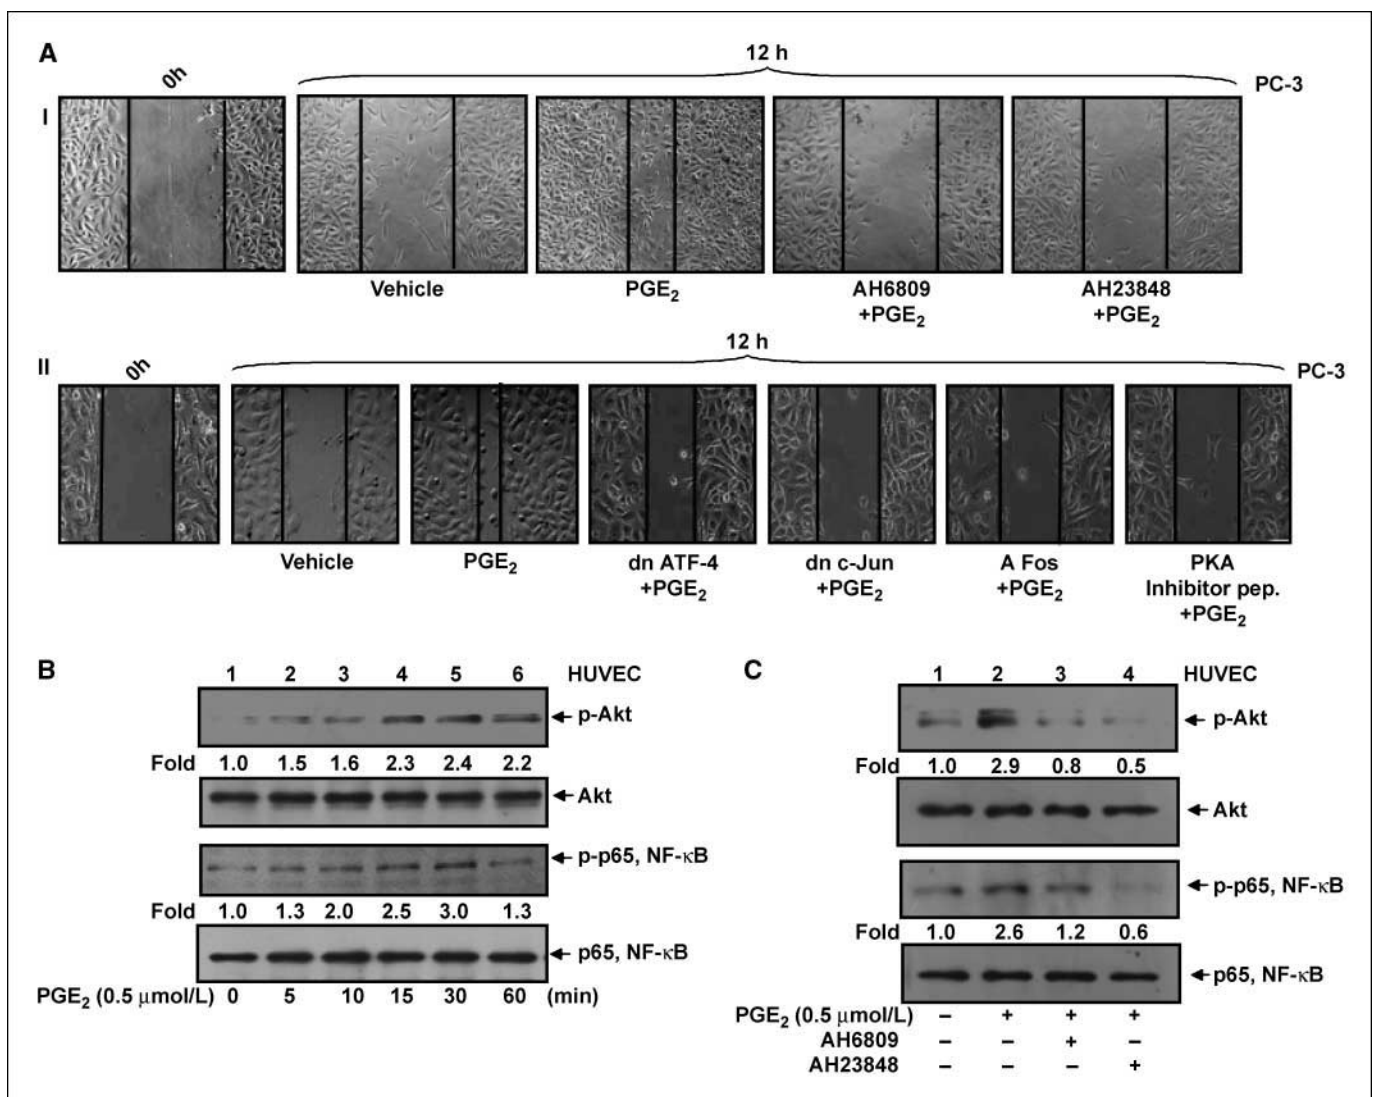 A
12 h
0h
PC-3
I
Vehicle
PGE2
AH6809
+PGE2
AH23848
+PGE2
12 h
II
0h
PC-3
Vehicle
PGE2
dn ATF-4
+PGE2
dn c-Jun
+PGE2
A Fos
+PGE2
PKA
Inhibitor pep.
+PGE2
B
1 2 3 4 5 6 HUVEC
p-Akt
Fold 1.0 1.5 1.6 2.3 2.4 2.2
Akt
p-p65, NF-κB
Fold 1.0 1.3 2.0 2.5 3.0 1.3
p65, NF-κB
PGE2 (0.5 μmol/L) 0 5 10 15 30 60 (min)
C
1 2 3 4 HUVEC
p-Akt
Fold 1.0 2.9 0.8 0.5
Akt
p-p65, NF-κB
Fold 1.0 2.6 1.2 0.6
p65, NF-κB
PGE2 (0.5 μmol/L) – + + +
AH6809 – – + –
AH23848 – – – +